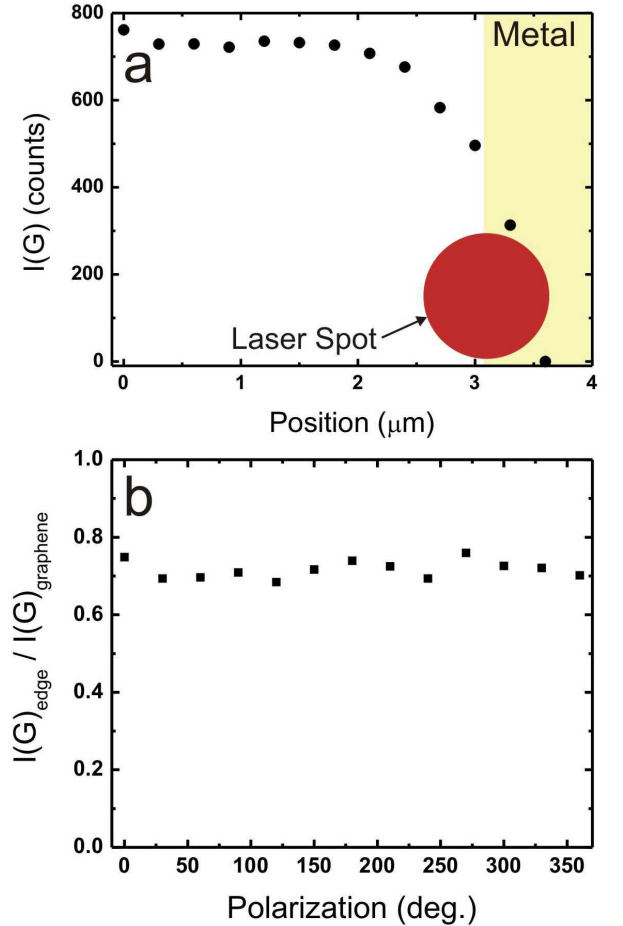 800
Metal
a
600
I(G) (counts)
400
200
Laser Spot
0
0 1 2 3 4
Position (μm)
1.0
b
0.8
I(G)edge / I(G)graphene
0.6
0.4
0.2
0.0
0 50 100 150 200 250 300 350
Polarization (deg.)